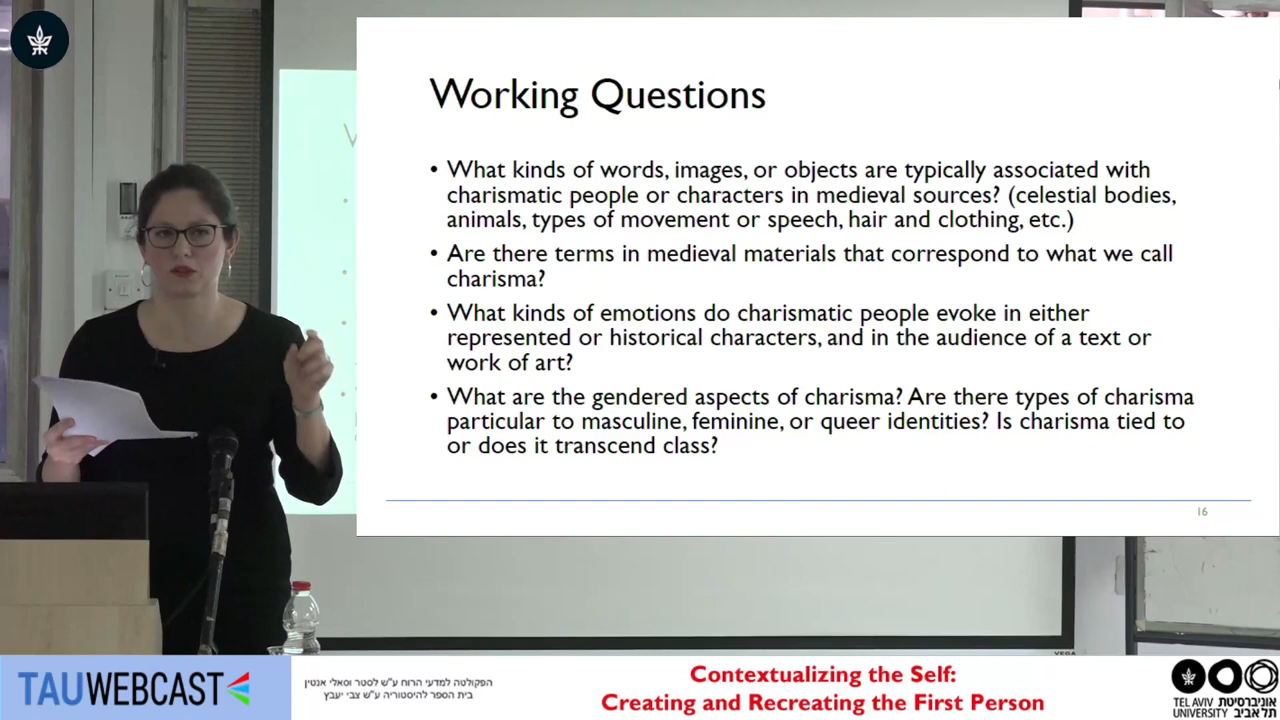 Working Questions
• What kinds of words, images, or objects are typically associated with
charismatic people or characters in medieval sources? (celestial bodies,
animals, types of movement or speech, hair and clothing, etc.)
• Are there terms in medieval materials that correspond to what we call
charisma?
• What kinds of emotions do charismatic people evoke in either
represented or historical characters, and in the audience of a text or
work of art?
• What are the gendered aspects of charisma? Are there types of charisma
particular to masculine, feminine, or queer identities? Is charisma tied to
or does it transcend class?
16
VEGA
TAUWEBCAST
הפקולטה למדעי הרוח ע"ש לסטר וסאלי אנטין
בית הספר להיסטוריה ע"ש צבי יעבץ
Contextualizing the Self:
Creating and Recreating the First Person
TEL AVIV אוניברסיטת
UNIVERSITY תל אביב